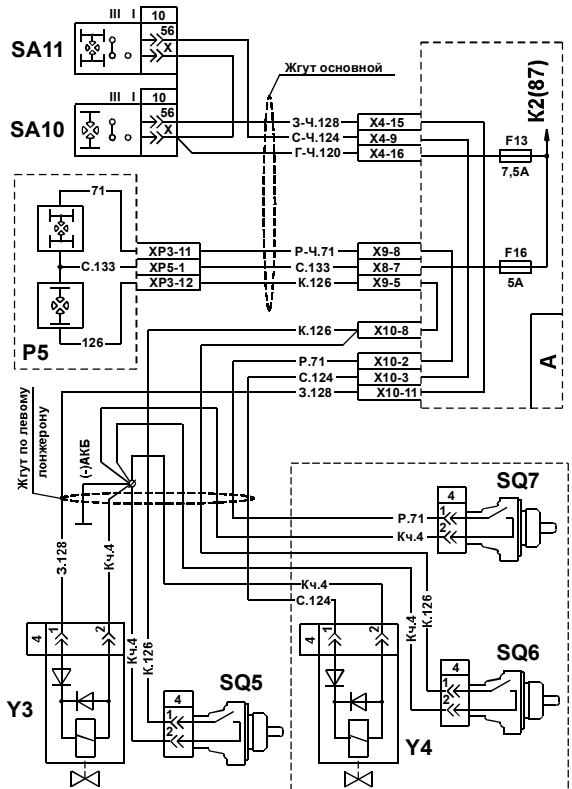 III I 10
SA11
56
X
Жгут основной
III I 10
SA10
56
X
З-Ч.128 X4-15
С-Ч.124 X4-9
Г-Ч.120 X4-16
К2(87)
F13
7,5A
71
С.133
126
P5
XP3-11
XP5-1
XP3-12
Р-Ч.71 X9-8
С.133 X8-7
К.126 X9-5
F16
5A
К.126 X10-8
Р.71 X10-2
С.124 X10-3
З.128 X10-11
A
Жгут по левому
лонжерону
(-)АКБ
SQ7
4
1
2
Р.71
Кч.4
З.128
Кч.4
Кч.4
К.126
Кч.4
С.124
Кч.4
К.126
4
1
2
Y3
SQ5
4
1
2
4
1
2
Y4
SQ6
4
1
2